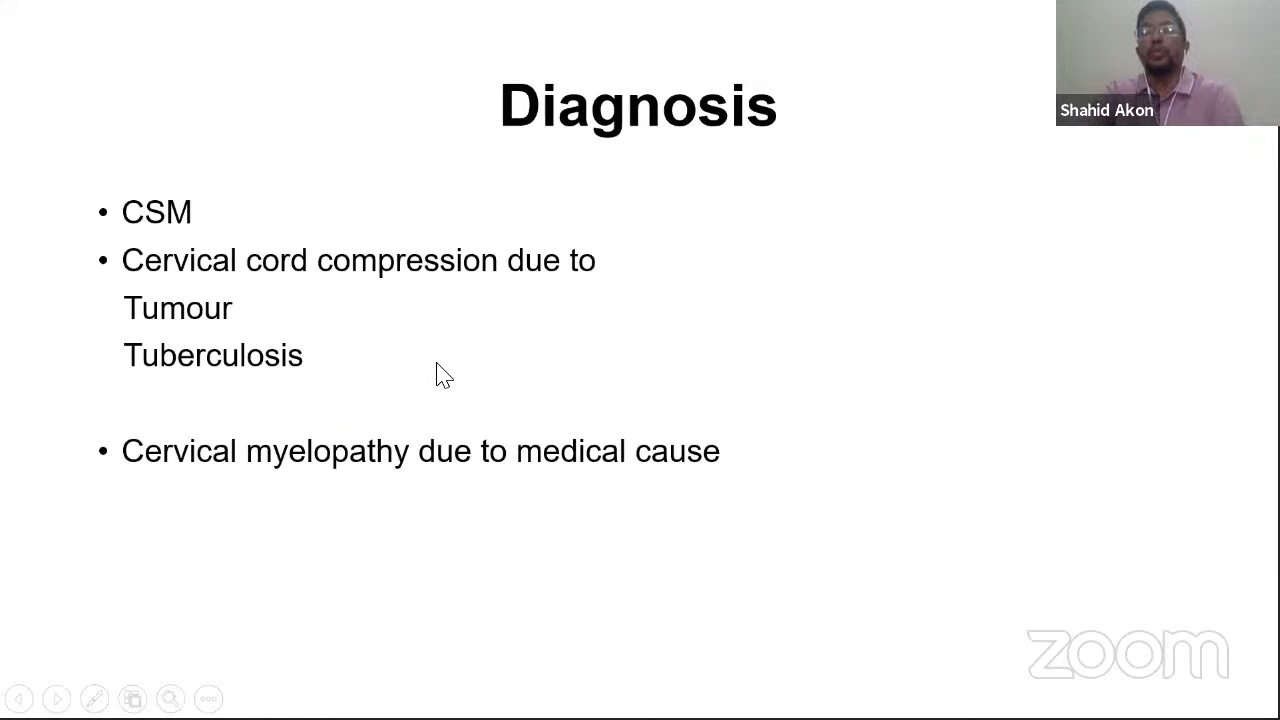 Shahid Akon
Diagnosis
• CSM
• Cervical cord compression due to
Tumour
Tuberculosis
• Cervical myelopathy due to medical cause
zoom